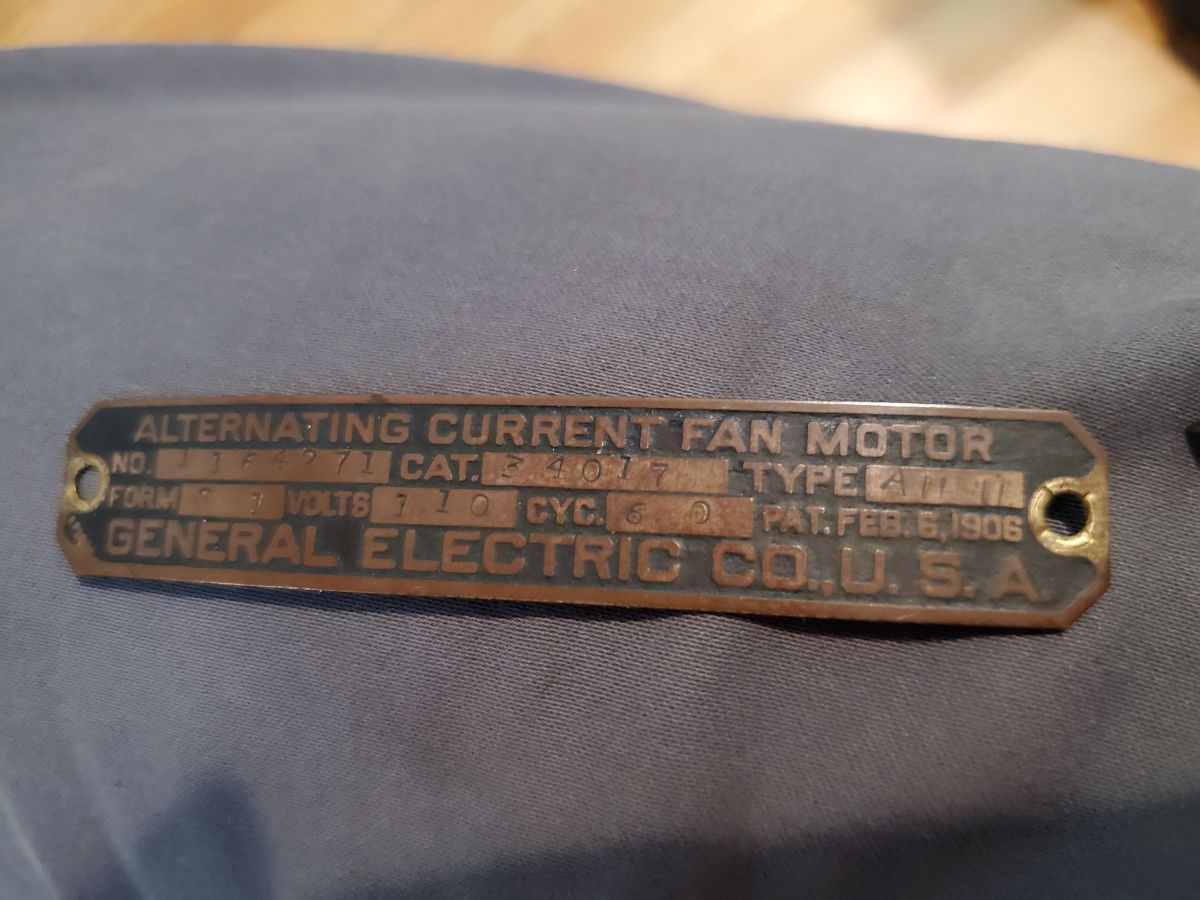 ALTERNATING CURRENT FAN MOTOR
NO. 1164271 CAT. 34017 TYPE
FORM VOLTS 110 CYC. 60 PAT. FEB. 6, 1906
GENERAL ELECTRIC CO., U. S. A.